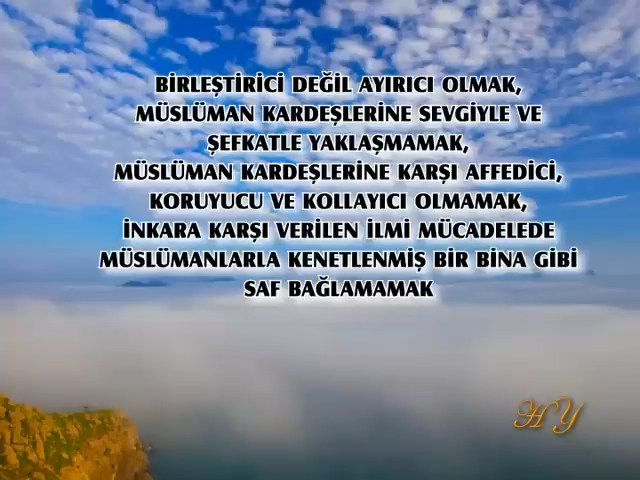 BİRLEŞTİRİCİ DEĞİL AYIRICI OLMAK,
MÜSLÜMAN KARDEŞLERİNE SEVGİYLE VE
ŞEFKATLE YAKLAŞMAMAK,
MÜSLÜMAN KARDEŞLERİNE KARŞI AFFEDİCİ,
KORUYUCU VE KOLLAYICI OLMAMAK,
İNKARA KARŞI VERİLEN İLMİ MÜCADELEDE
MÜSLÜMANLARLA KENETLENMİŞ BİR BİNA GİBİ
SAF BAĞLAMAMAK
HY